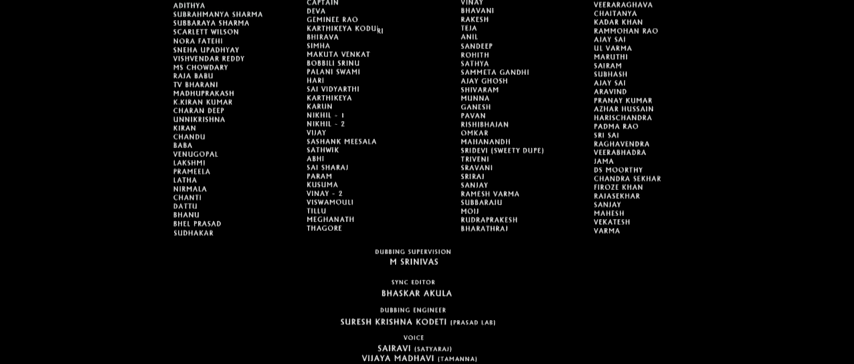 ADITHYA
SUBRAHMANYA SHARMA
SUBBARAYA SHARMA
SCARLETT WILSON
NORA FATEHI
SNEHA UPADHYAY
VISHVENDAR REDDY
MS CHOWDARY
RAJA BABU
TV BHARANI
MADHUPRAKASH
K.KIRAN KUMAR
CHARAN DEEP
UNNIKRISHNA
KIRAN
CHANDU
BABA
VENUGOPAL
LAKSHMI
PRAMEELA
LATHA
NIRMALA
CHANTI
DATTU
BHANU
BHEL PRASAD
SUDHAKAR
CAPTAIN
DEVA
GEMINEE RAO
KARTHIKEYA KODURI
BHIRAVA
SIMHA
MAKUTA VENKAT
BOBBILI SRINU
PALANI SWAMI
HARI
SAI VIDYARTHI
KARTHIKEYA
KARUN
NIKHIL - 1
NIKHIL - 2
VIJAY
SASHANK MEESALA
SATHWIK
ABHI
SAI SHARAJ
PARAM
KUSUMA
VINAY - 2
VISWAMOULI
TILLU
MEGHANATH
THAGORE
VINAY
BHAVANI
RAKESH
TEJA
ANIL
SANDEEP
ROHITH
SATHYA
SAMMETA GANDHI
AJAY GHOSH
SHIVARAM
MUNNA
GANESH
PAVAN
RISHIBHAJAN
OMKAR
MAHANANDII
SRIDEVI (SWEETY DUPE)
TRIVENI
SRAVANI
SRIRAJ
SANJAY
RAMESH VARMA
SUBBARAJU
MOIJ
RUDRAPRAKESH
BHARATHRAJ
VEERARAGHAVA
CHAITANYA
KADAR KHAN
RAMMOHAN RAO
AJAY SAI
UL VARMA
MARUTHI
SAIRAM
SUBHASH
AJAY SAI
ARAVIND
PRANAY KUMAR
AZHAR HUSSAIN
HARISCHANDRA
PADMA RAO
SRI SAI
RAGHAVENDRA
VEERABHADRA
JAMA
DS MOORTHY
CHANDRA SEKHAR
FIROZE KHAN
RAJASEKHAR
SANJAY
MAHESH
VEKATESH
VARMA
DUBBING SUPERVISION
M SRINIVAS
SYNC EDITOR
BHASKAR AKULA
DUBBING ENGINEER
SURESH KRISHNA KODETI (PRASAD LAB)
VOICE
SAIRAVI (SATYARAJ)
VIJAYA MADHAVI (TAMANNA)